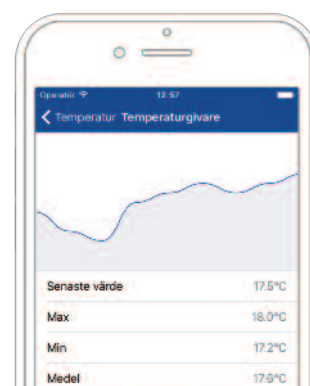 Operatör 12:57
Temperatur Temperaturgivare
Senaste värde 17.5°C
Max 18.0°C
Min 17.2°C
Medel 17.6°C